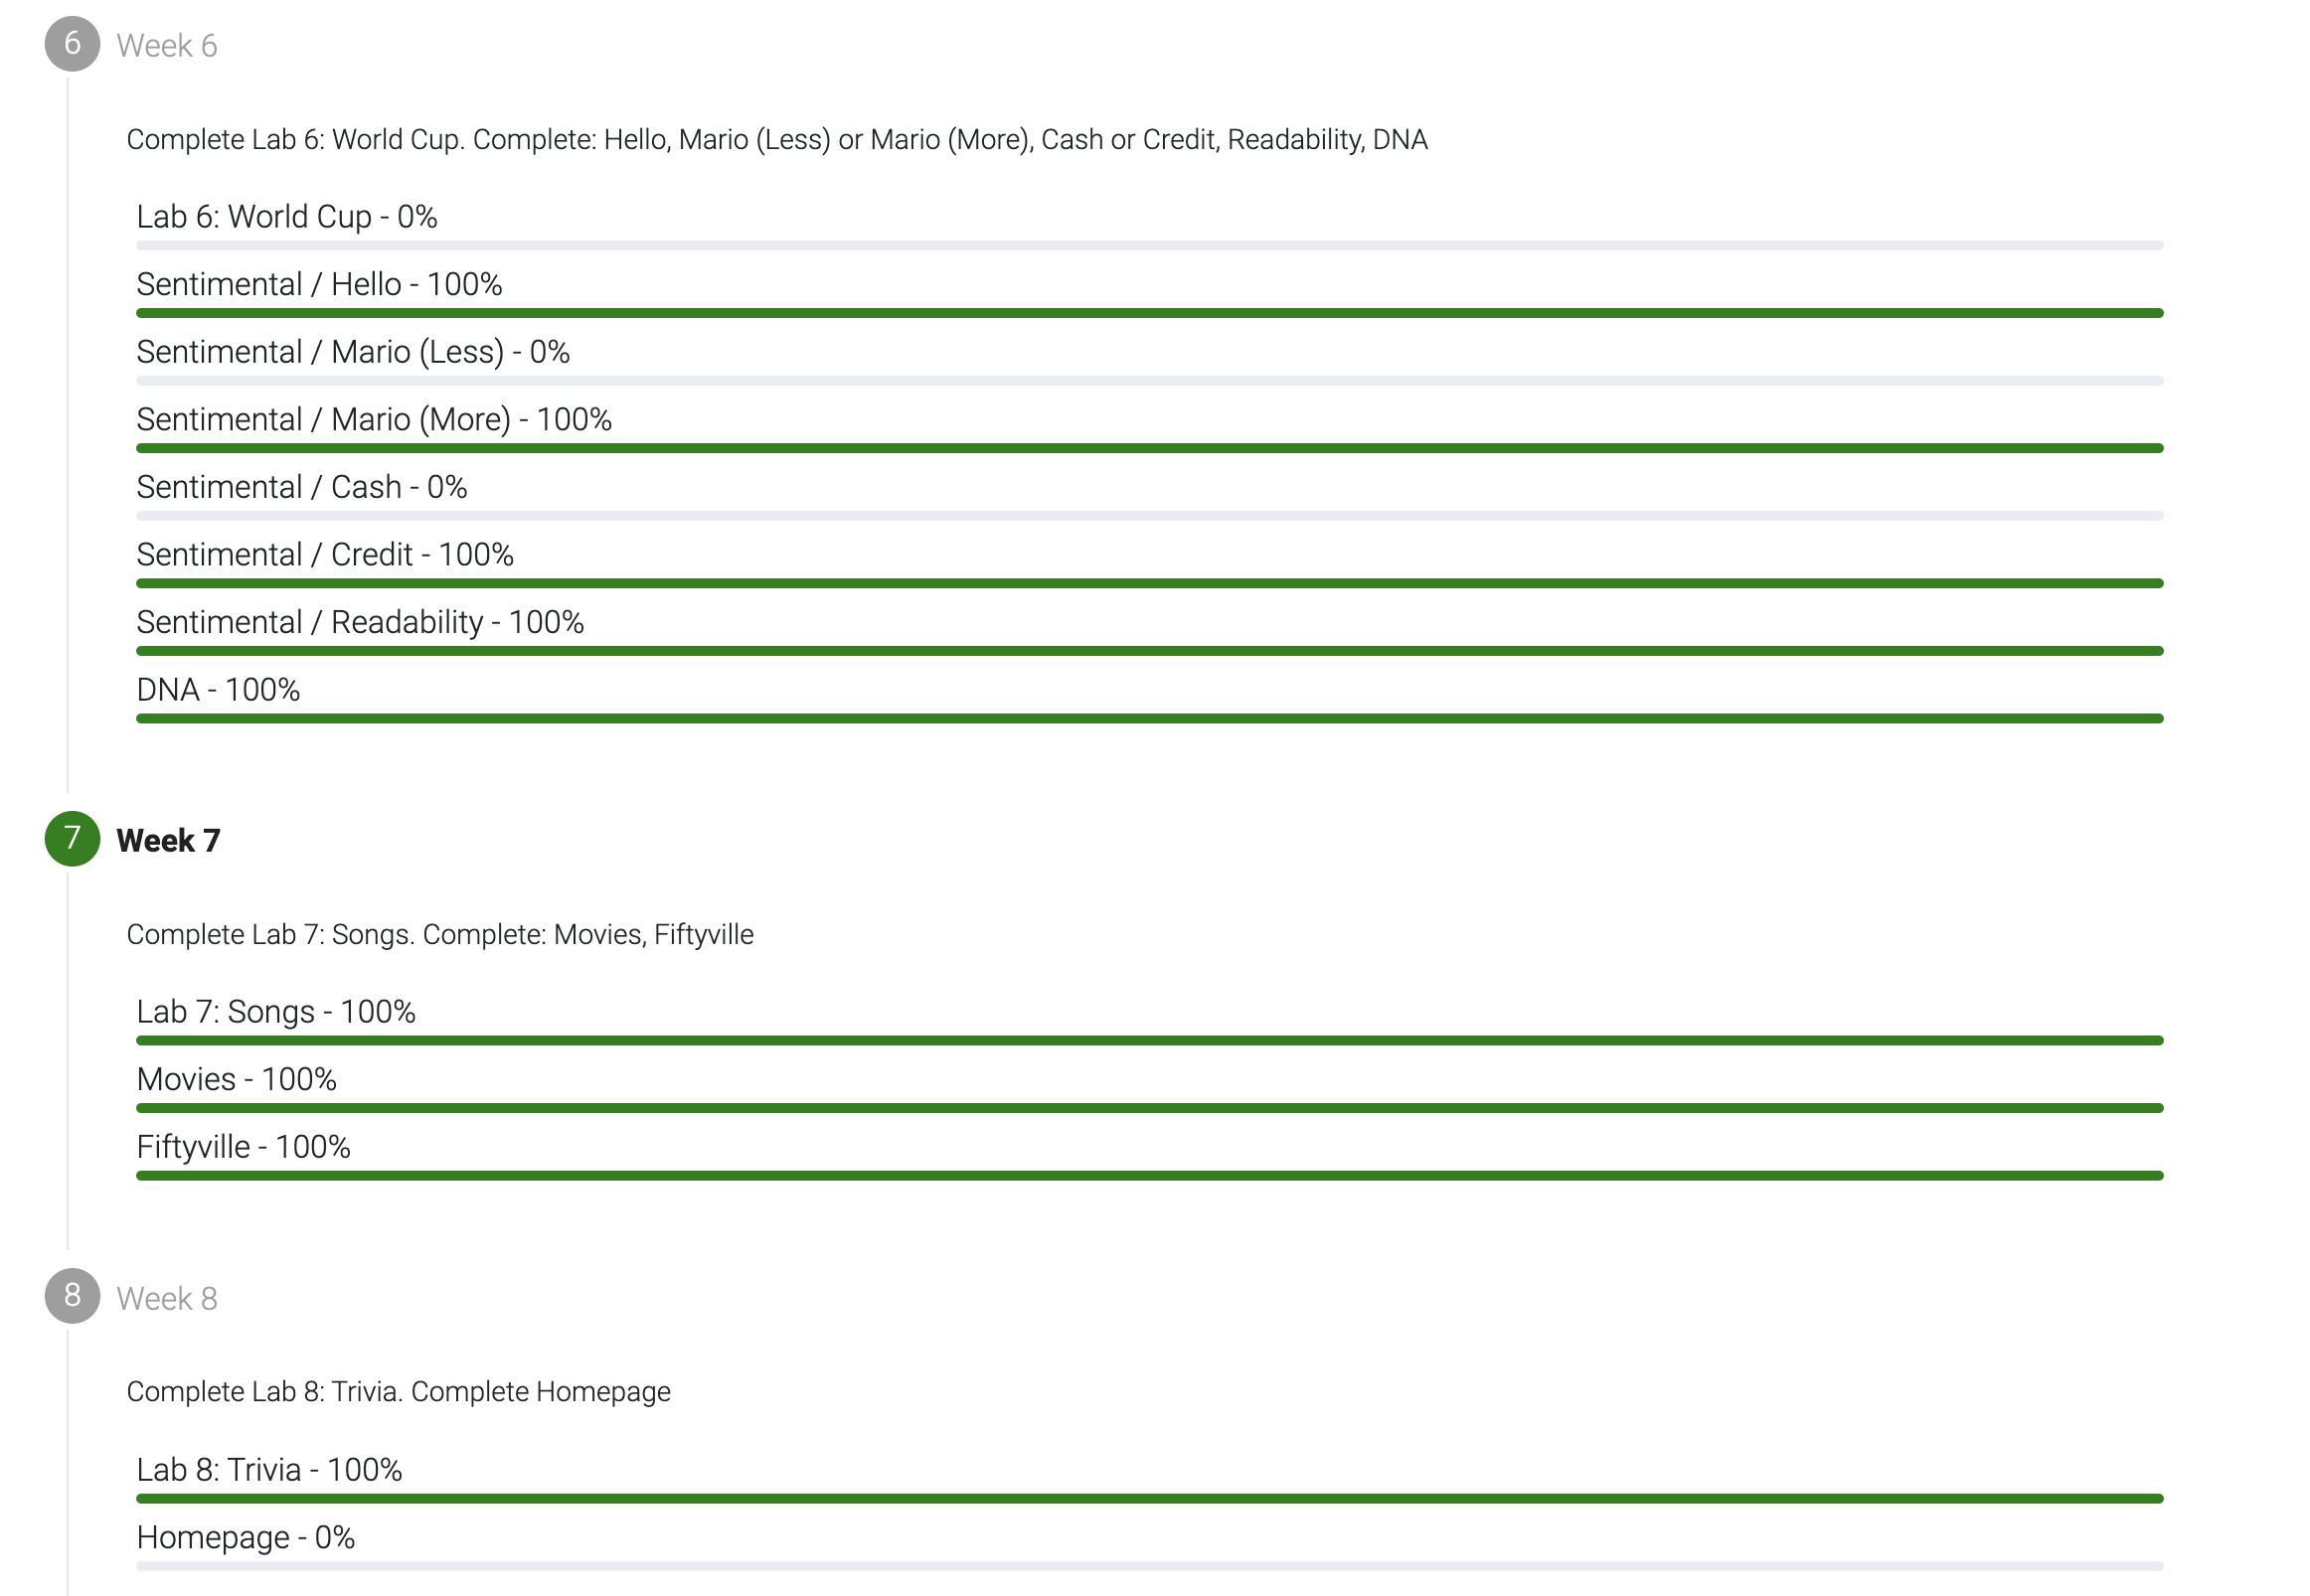 6 Week 6
Complete Lab 6: World Cup. Complete: Hello, Mario (Less) or Mario (More), Cash or Credit, Readability, DNA
Lab 6: World Cup - 0%
Sentimental / Hello - 100%
Sentimental / Mario (Less) - 0%
Sentimental / Mario (More) - 100%
Sentimental / Cash - 0%
Sentimental / Credit - 100%
Sentimental / Readability - 100%
DNA - 100%
7 Week 7
Complete Lab 7: Songs. Complete: Movies, Fiftyville
Lab 7: Songs - 100%
Movies - 100%
Fiftyville - 100%
8 Week 8
Complete Lab 8: Trivia. Complete Homepage
Lab 8: Trivia - 100%
Homepage - 0%